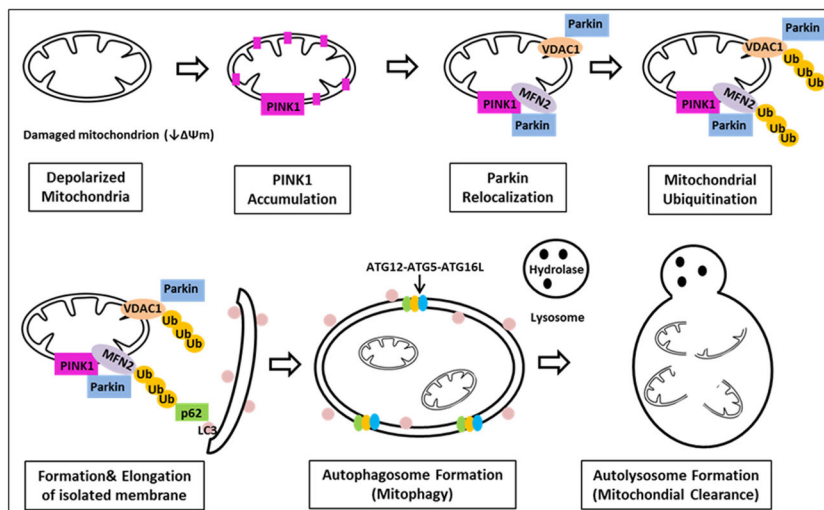 Damaged mitochondrion (↓ΔΨm)
Depolarized
Mitochondria
PINK1
PINK1
Accumulation
Parkin
VDAC1
PINK1
MFN2
Parkin
Parkin
Relocalization
Parkin
VDAC1
Ub
Ub
Ub
PINK1
MFN2
Parkin
Ub
Ub
Ub
Mitochondrial
Ubiquitination
Parkin
VDAC1
Ub
Ub
Ub
PINK1
MFN2
Parkin
Ub
Ub
Ub
p62
LC3
Formation& Elongation
of isolated membrane
ATG12-ATG5-ATG16L
Autophagosome Formation
(Mitophagy)
Hydrolase
Lysosome
Autolysosome Formation
(Mitochondial Clearance)